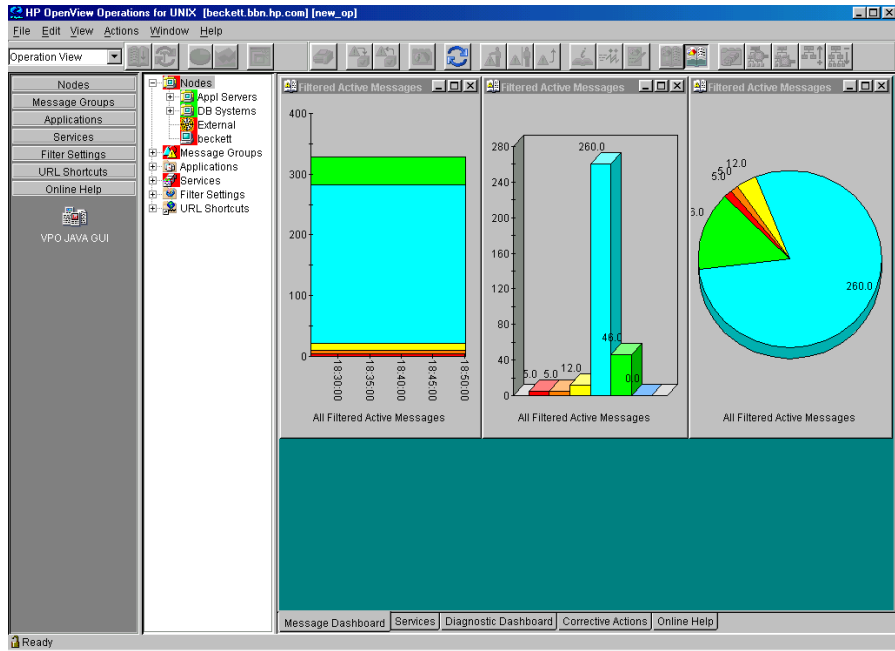 HP OpenView Operations for UNIX [beckett.bbn.hp.com] [new_op]
File Edit View Actions Window Help
Operation View
Nodes
Message Groups
Applications
Services
Filter Settings
URL Shortcuts
Online Help
VPO JAVA GUI
Nodes
Appl Servers
DB Systems
External
beckett
Message Groups
Applications
Services
Filter Settings
URL Shortcuts
Filtered Active Messages
400
300
200
100
0
18:30:00
18:35:00
18:40:00
18:45:00
18:50:00
All Filtered Active Messages
Filtered Active Messages
280
240
200
160
120
80
40
0
5.0 5.0 12.0
260.0
46.0
0.0
All Filtered Active Messages
Filtered Active Messages
5.0
5.0
12.0
6.0
260.0
All Filtered Active Messages
Message Dashboard Services Diagnostic Dashboard Corrective Actions Online Help
Ready